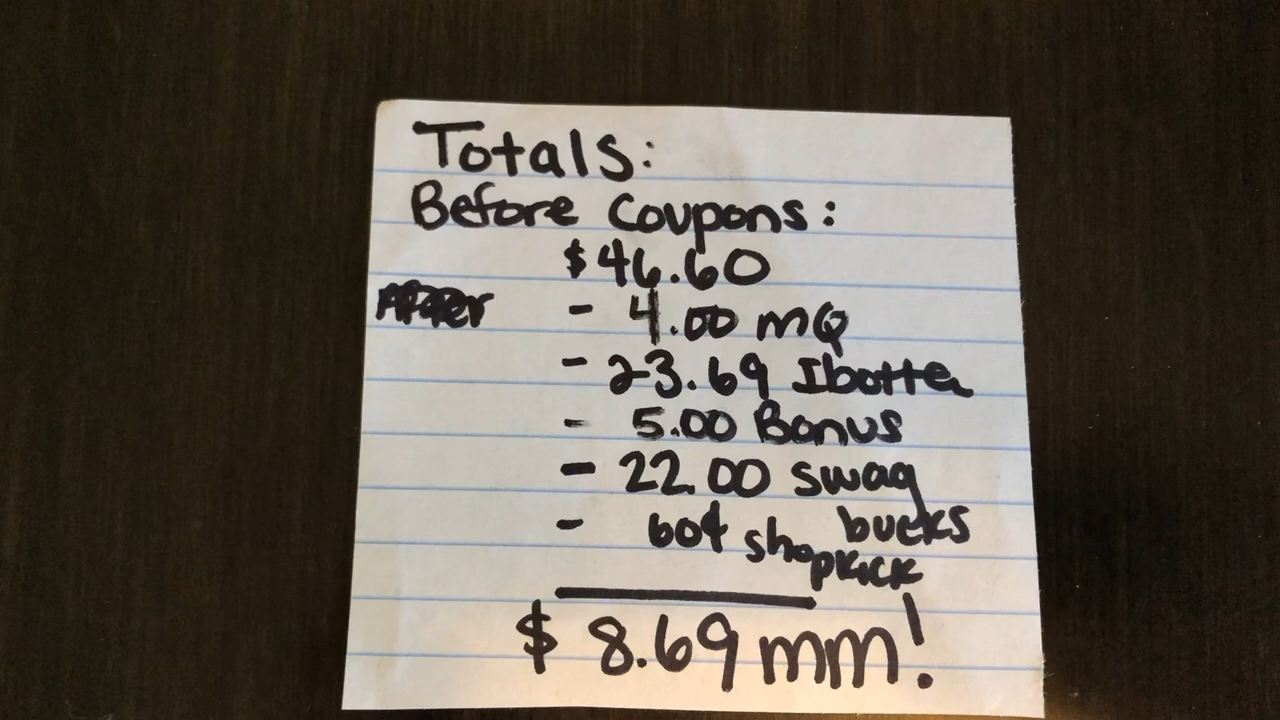 Totals:
Before Coupons:
$46.60
After - 4.00 MQ
- 23.69 Ibotta
- 5.00 Bonus
- 22.00 swag
bucks
- 60¢ shopkick
$8.69 mm!